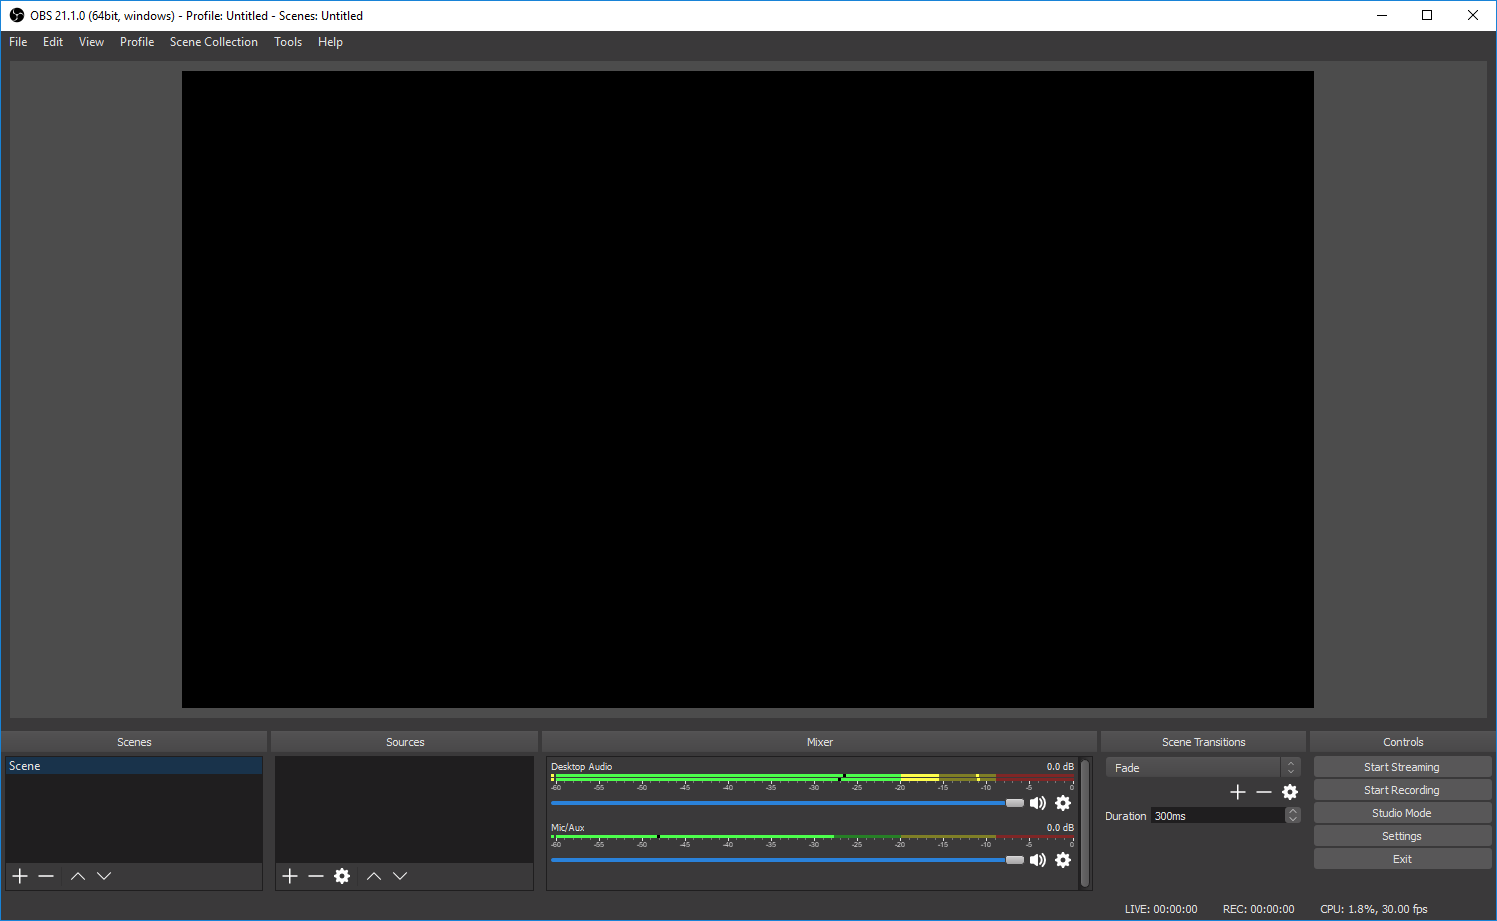 OBS 21.1.0 (64bit, windows) - Profile: Untitled - Scenes: Untitled
File Edit View Profile Scene Collection Tools Help
Scenes Sources Mixer Scene Transitions Controls
Scene
Desktop Audio 0.0 dB
-60 -55 -50 -45 -40 -35 -30 -25 -20 -15 -10 -5 0
Mic/Aux 0.0 dB
-60 -55 -50 -45 -40 -35 -30 -25 -20 -15 -10 -5 0
Fade
Duration 300ms
Start Streaming
Start Recording
Studio Mode
Settings
Exit
LIVE: 00:00:00 REC: 00:00:00 CPU: 1.8%, 30.00 fps